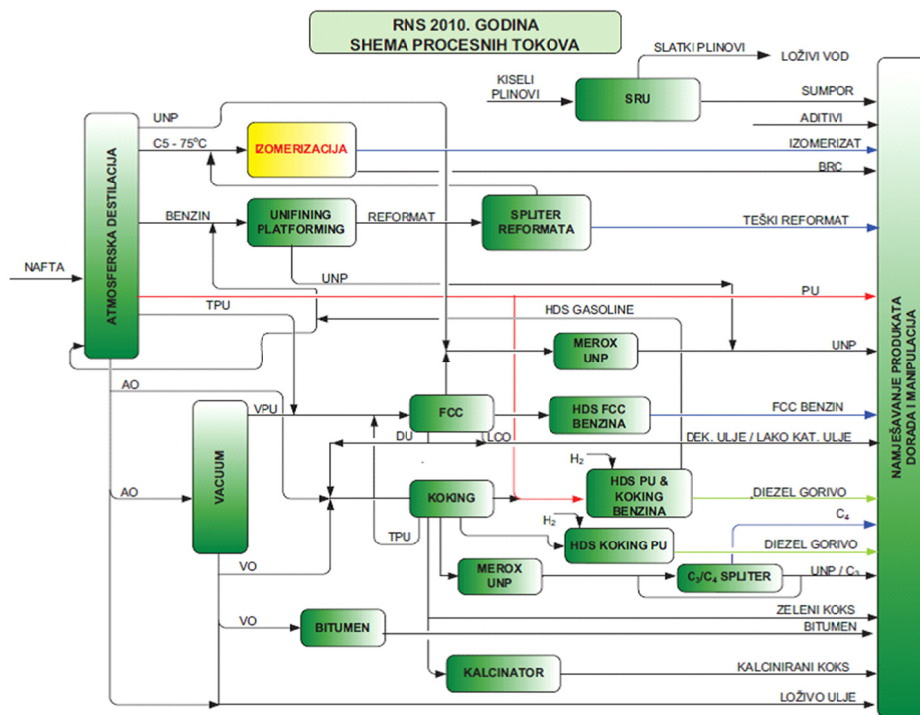 RNS 2010. GODINA
SHEMA PROCESNIH TOKOVA
SLATKI PLINOVI
LOŽIVI VOD
KISELI
PLINOVI
SRU
SUMPOR
ADITIVI
UNP
C5 - 75°C
IZOMERIZACIJA
IZOMERIZAT
BRC
BENZIN
UNIFINING
PLATFORMING
REFORMAT
SPLITER
REFORMATA
TEŠKI REFORMAT
NAFTA
ATMOSFERSKA DESTILACIJA
UNP
TPU
PU
HDS GASOLINE
MEROX
UNP
UNP
AO
VPU
FCC
HDS FCC
BENZINA
FCC BENZIN
DU
LCO
DEK. ULJE / LAKO KAT. ULJE
VACUUM
AO
KOKING
H2
HDS PU &
KOKING
BENZINA
DIEZEL GORIVO
C4
TPU
H2
HDS KOKING PU
DIEZEL GORIVO
VO
MEROX
UNP
C3/C4 SPLITER
UNP / C3
ZELENI KOKS
VO
BITUMEN
BITUMEN
KALCINATOR
KALCINIRANI KOKS
LOŽIVO ULJE
NAMJEŠAVANJE PRODUKATA
DORADA I MANIPULACIJA